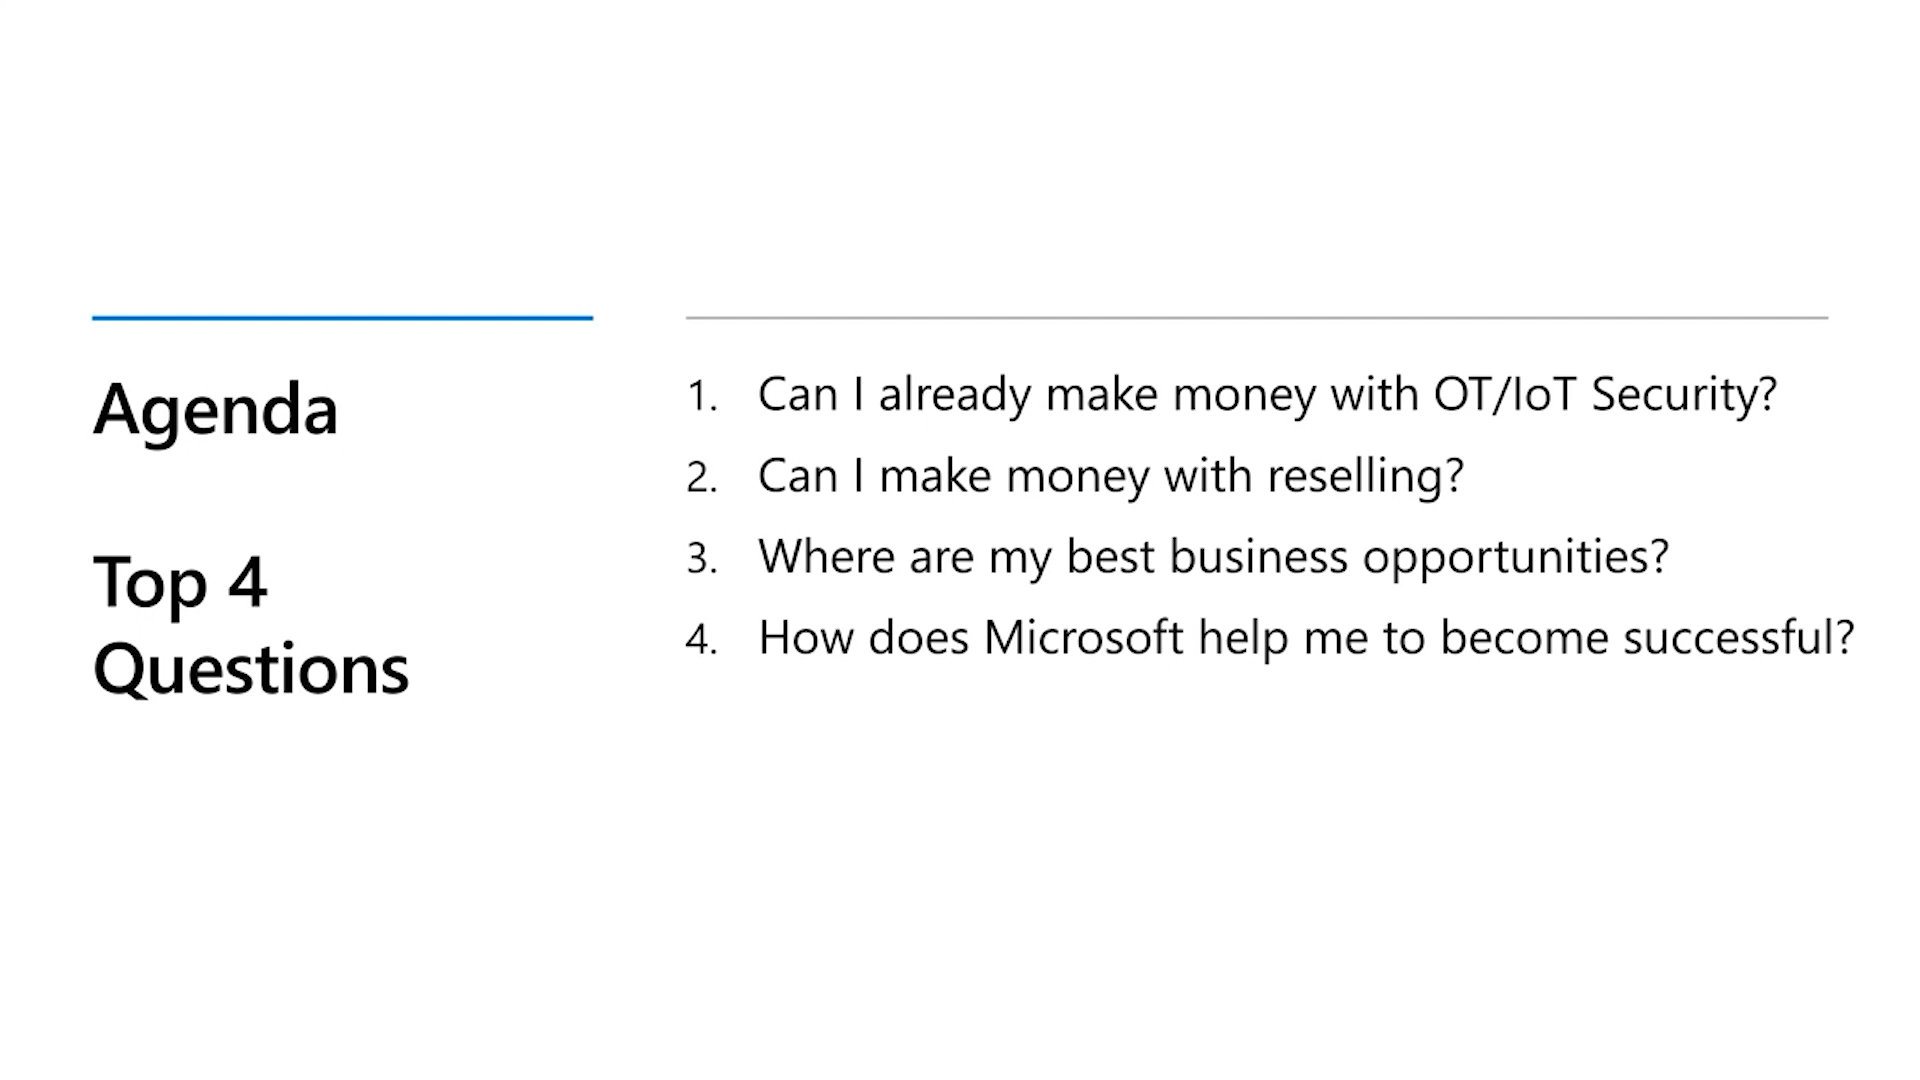 Agenda
Top 4
Questions
1. Can I already make money with OT/IoT Security?
2. Can I make money with reselling?
3. Where are my best business opportunities?
4. How does Microsoft help me to become successful?